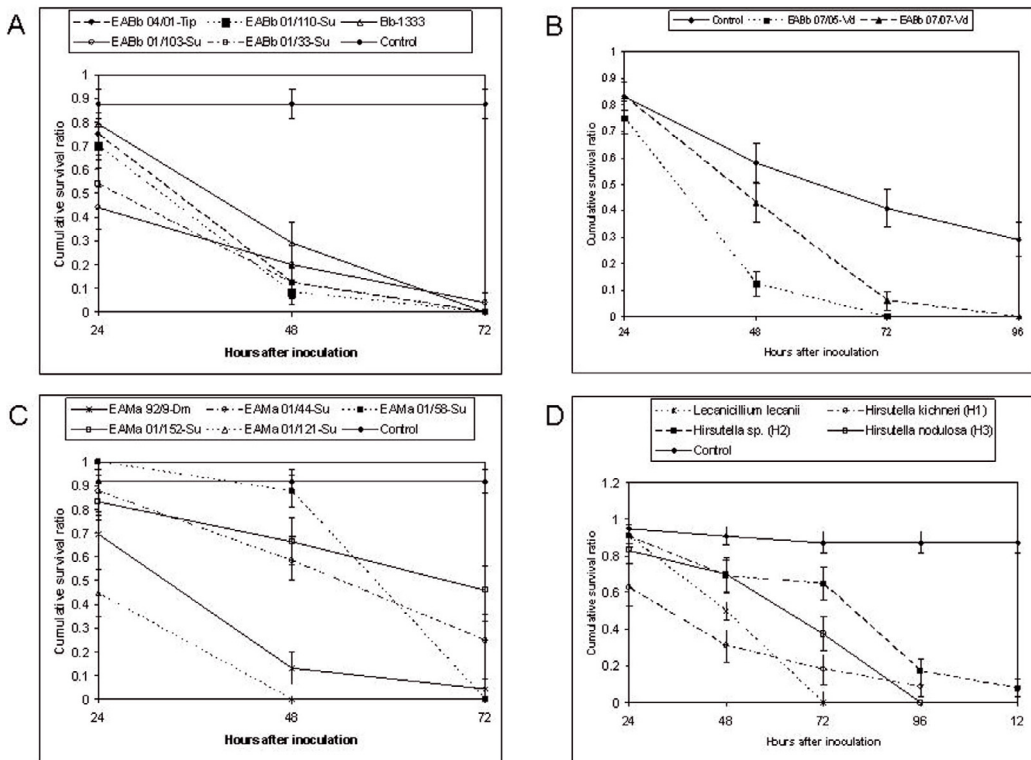 A
EABb 04/01-Tip EABb 01/110-Su Bb-1333
EABb 01/103-Su EABb 01/33-Su Control
Cumulative survival ratio
1
0.9
0.8
0.7
0.6
0.5
0.4
0.3
0.2
0.1
0
24 48 72
Hours after inoculation
B
Control EABb 07/05-Vd EABb 07/07-Vd
Cumulative survival ratio
1
0.9
0.8
0.7
0.6
0.5
0.4
0.3
0.2
0.1
0
24 48 72 96
Hours after inoculation
C
EAMa 92/9-Dm EAMa 01/44-Su EAMa 01/58-Su
EAMa 01/152-Su EAMa 01/121-Su Control
Cumulative survival ratio
1
0.9
0.8
0.7
0.6
0.5
0.4
0.3
0.2
0.1
0
24 48 72
Hours after inoculation
D
Lecanicillium lecanii Hirsutella kichneri (H1)
Hirsutella sp. (H2) Hirsutella nodulosa (H3)
Control
Cumulative survival ratio
1.2
1
0.8
0.6
0.4
0.2
0
24 48 72 96 12
Hours after inoculation